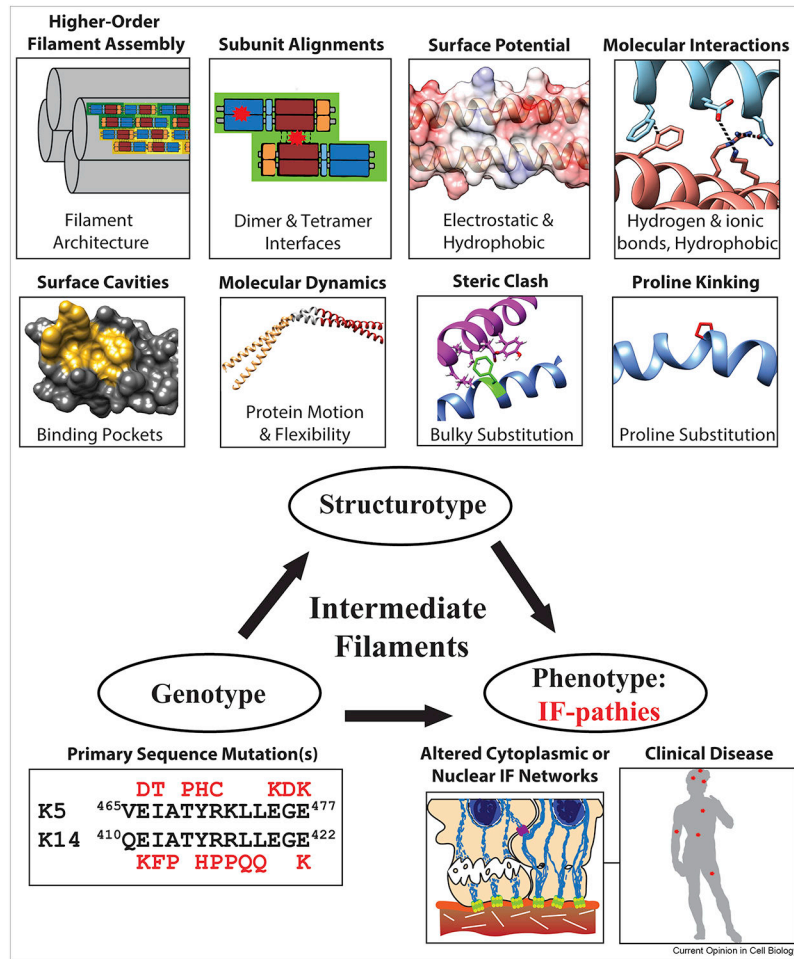 Higher-Order
Filament Assembly
Filament
Architecture
Subunit Alignments
Dimer & Tetramer
Interfaces
Surface Potential
Electrostatic &
Hydrophobic
Molecular Interactions
Hydrogen & ionic
bonds, Hydrophobic
Surface Cavities
Binding Pockets
Molecular Dynamics
Protein Motion
& Flexibility
Steric Clash
Bulky Substitution
Proline Kinking
Proline Substitution
Structurotype
Intermediate
Filaments
Genotype
Phenotype:
IF-pathies
Primary Sequence Mutation(s)
DT PHC KDK
K5 465VEIATYRKLLEGE477
K14 410QEIATYRRLLEGE422
KFP HPPQQ K
Altered Cytoplasmic or
Nuclear IF Networks
Clinical Disease
Current Opinion in Cell Biology